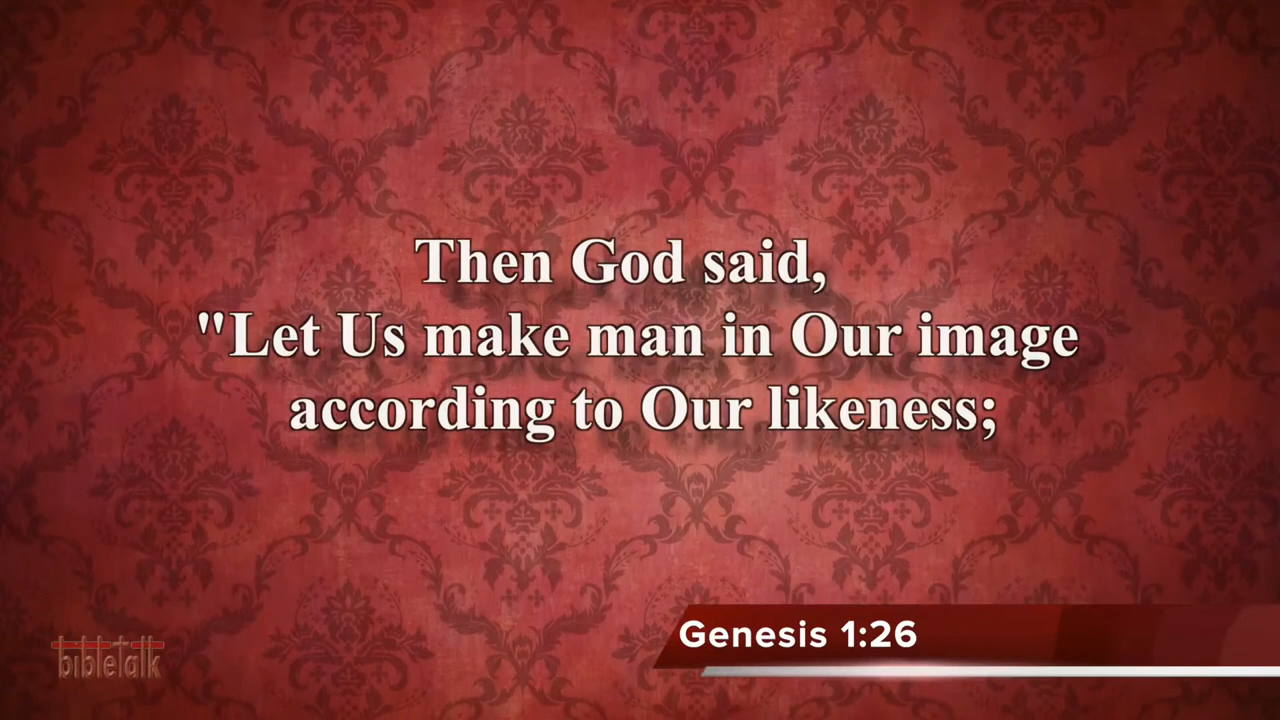 Then God said,
"Let Us make man in Our image
according to Our likeness;
Genesis 1:26
bibletalk